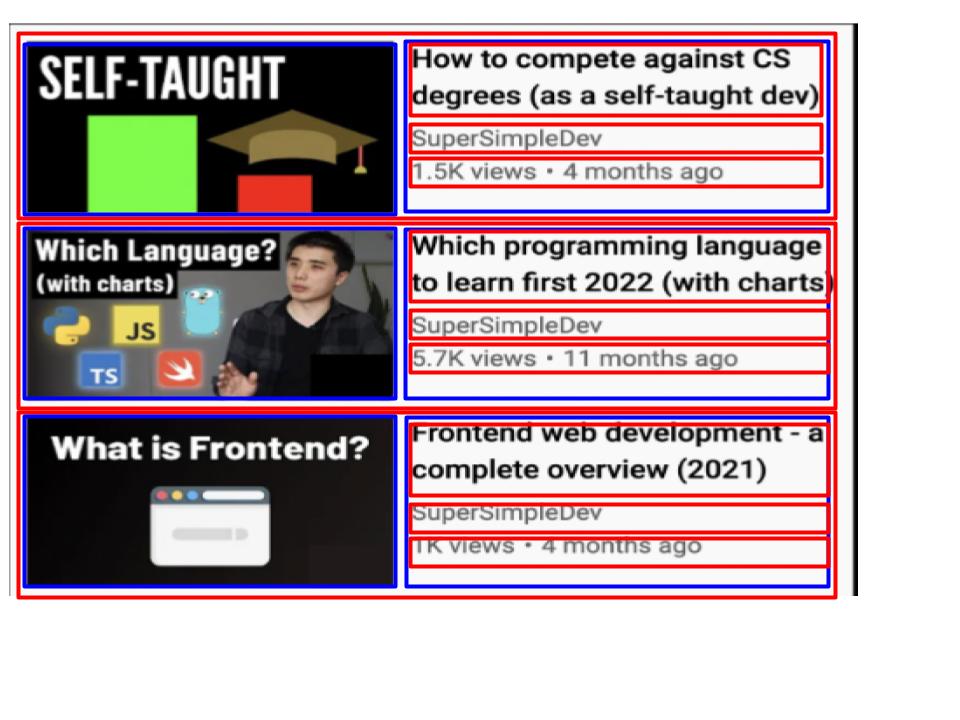 SELF-TAUGHT
How to compete against CS
degrees (as a self-taught dev)
SuperSimpleDev
1.5K views • 4 months ago
Which Language?
(with charts)
JS
TS
Which programming language
to learn first 2022 (with charts)
SuperSimpleDev
5.7K views • 11 months ago
What is Frontend?
Frontend web development - a
complete overview (2021)
SuperSimpleDev
1K views • 4 months ago